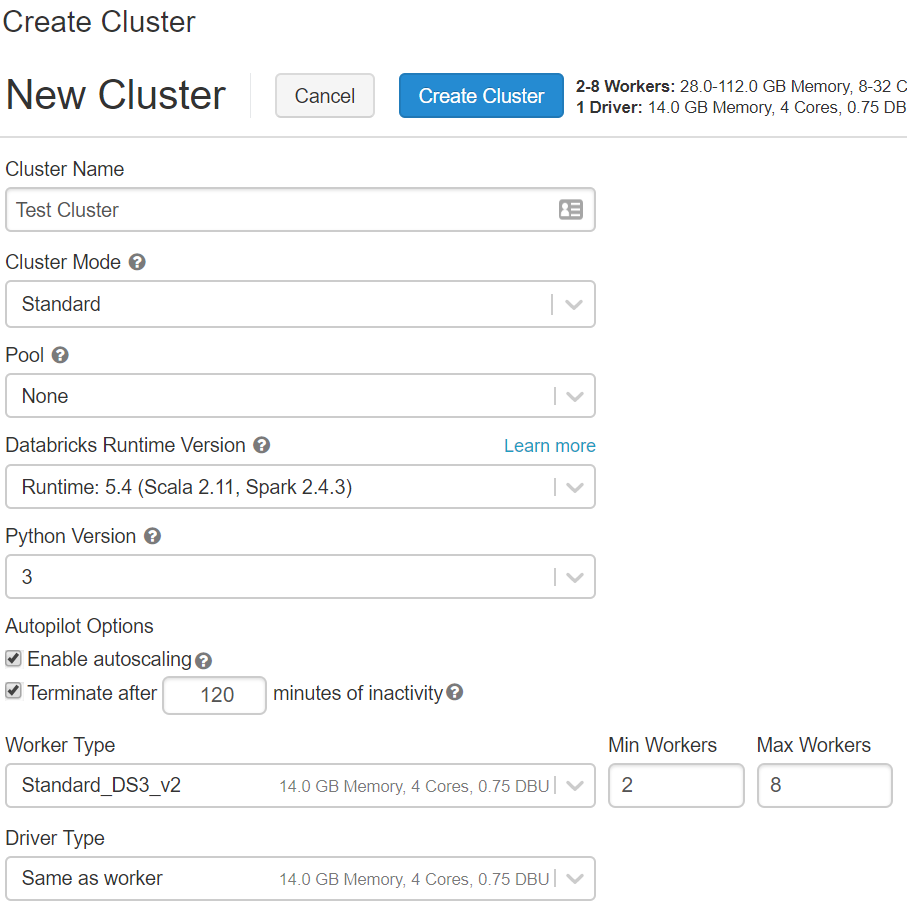 Create Cluster
New Cluster Cancel Create Cluster 2-8 Workers: 28.0-112.0 GB Memory, 8-32 C
1 Driver: 14.0 GB Memory, 4 Cores, 0.75 DB
Cluster Name
Test Cluster
Cluster Mode ?
Standard
Pool ?
None
Databricks Runtime Version ? Learn more
Runtime: 5.4 (Scala 2.11, Spark 2.4.3)
Python Version ?
3
Autopilot Options
Enable autoscaling ?
Terminate after 120 minutes of inactivity ?
Worker Type Min Workers Max Workers
Standard_DS3_v2 14.0 GB Memory, 4 Cores, 0.75 DBU 2 8
Driver Type
Same as worker 14.0 GB Memory, 4 Cores, 0.75 DBU